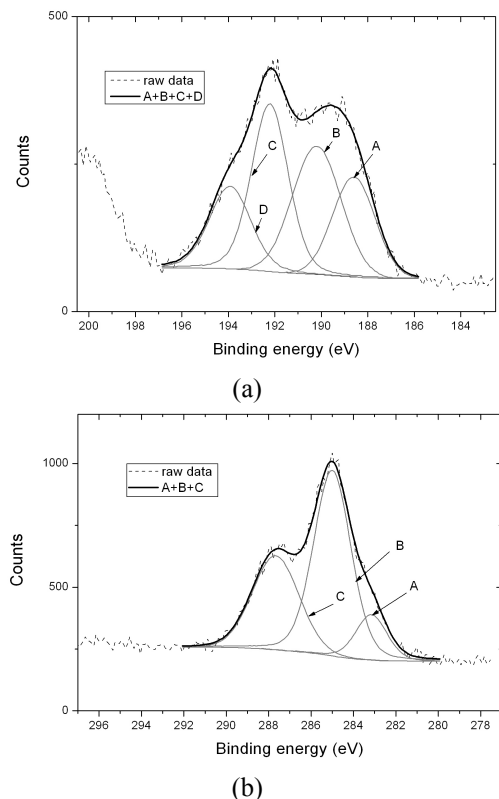 500
raw data
A+B+C+D
C
B
A
D
Counts
0
200 198 196 194 192 190 188 186 184
Binding energy (eV)
(a)
1000
raw data
A+B+C
B
A
C
Counts
500
0
296 294 292 290 288 286 284 282 280 278
Binding energy (eV)
(b)